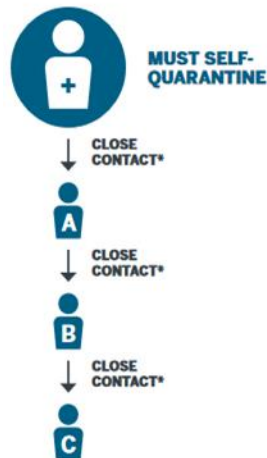 MUST SELF-
QUARANTINE
+
CLOSE
CONTACT*
A
CLOSE
CONTACT*
B
CLOSE
CONTACT*
C